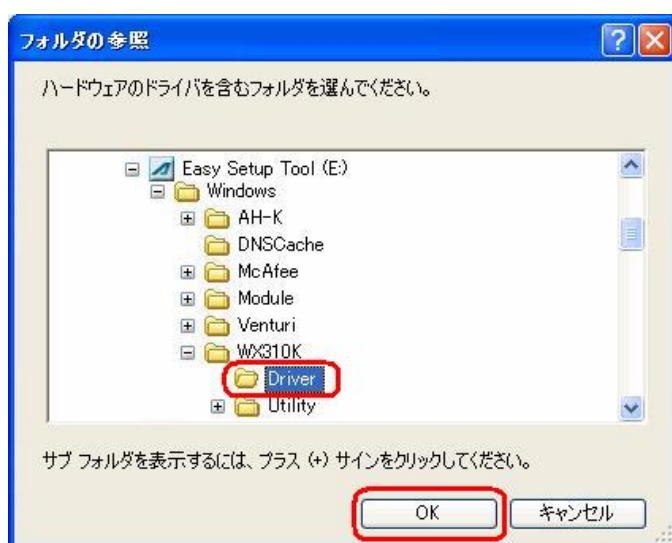 フォルダの参照
ハードウェアのドライバを含むフォルダを選んでください。
Easy Setup Tool (E:)
Windows
AH-K
DNSCache
McAfee
Module
Venturi
WX310K
Driver
Utility
サブ フォルダを表示するには、プラス (+) サインをクリックしてください。
OK キャンセル